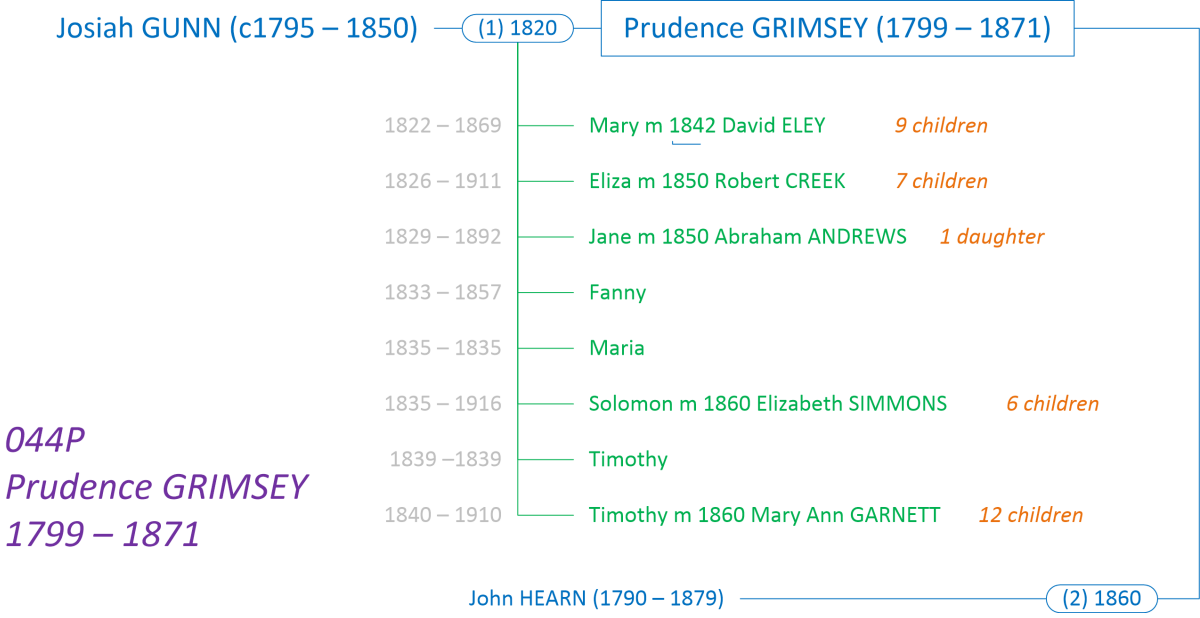 Josiah GUNN (c1795 – 1850) (1) 1820 Prudence GRIMSEY (1799 – 1871)
1822 – 1869 Mary m 1842 David ELEY 9 children
1826 – 1911 Eliza m 1850 Robert CREEK 7 children
1829 – 1892 Jane m 1850 Abraham ANDREWS 1 daughter
1833 – 1857 Fanny
1835 – 1835 Maria
1835 – 1916 Solomon m 1860 Elizabeth SIMMONS 6 children
1839 –1839 Timothy
1840 – 1910 Timothy m 1860 Mary Ann GARNETT 12 children
044P
Prudence GRIMSEY
1799 – 1871
John HEARN (1790 – 1879) (2) 1860